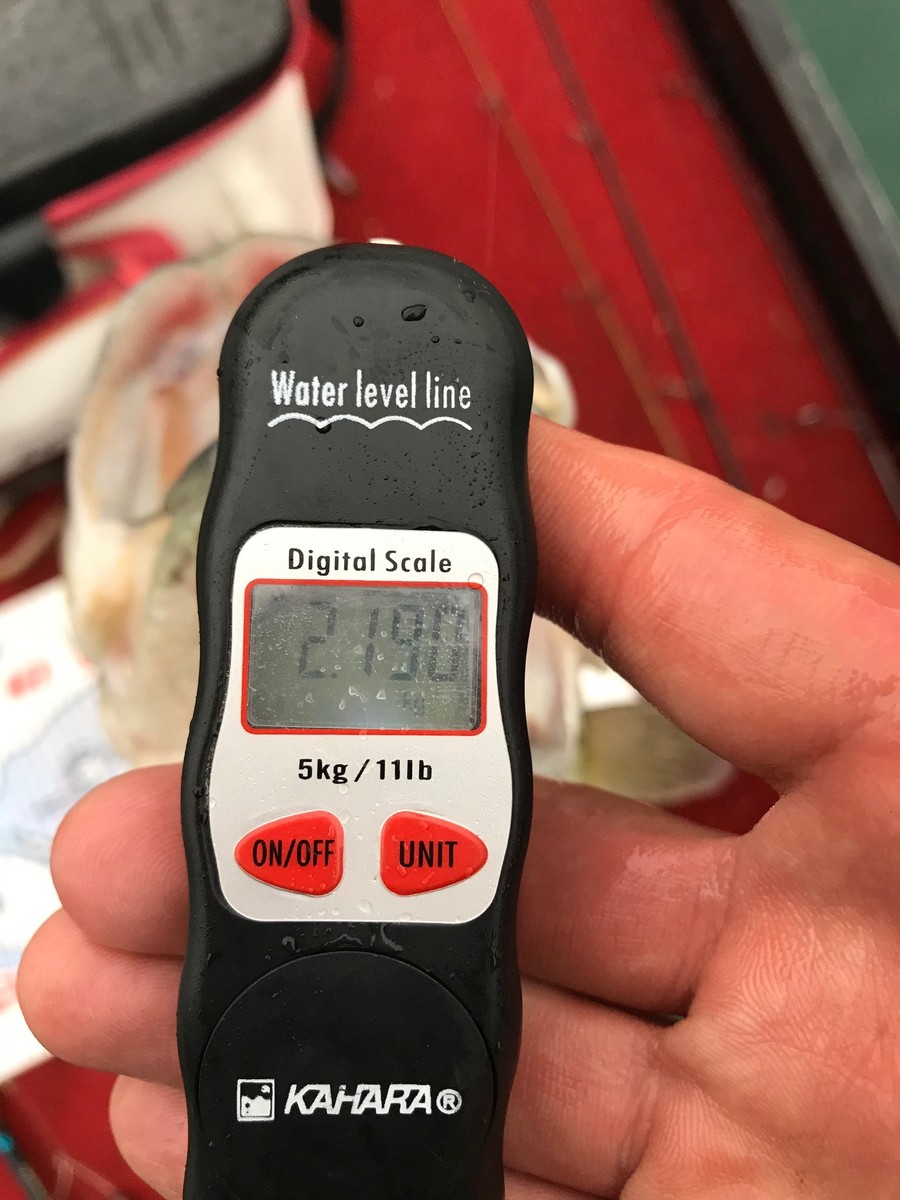 Water level line
Digital Scale
2.190
kg
5kg / 11lb
ON/OFF
UNIT
KAHARA®